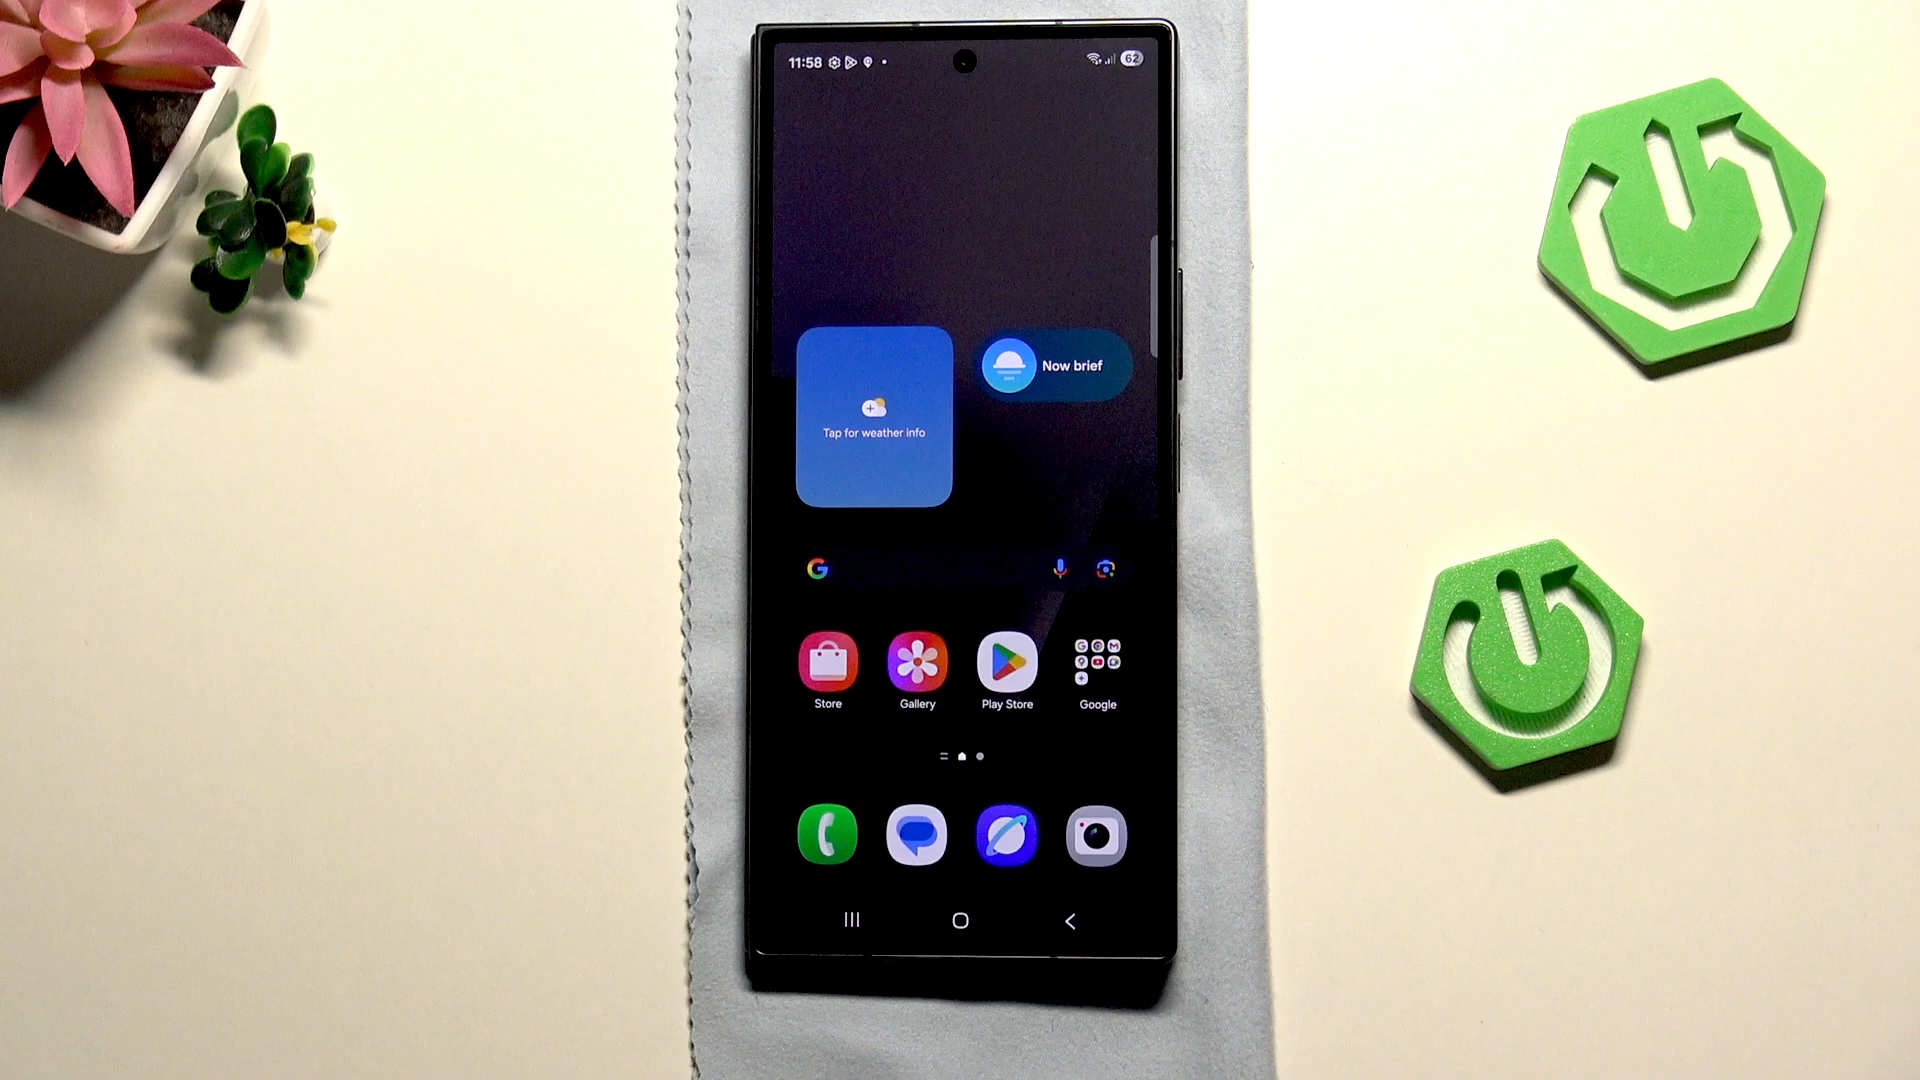 11:58
62
Now brief
Tap for weather info
G
Store
Gallery
Play Store
Google